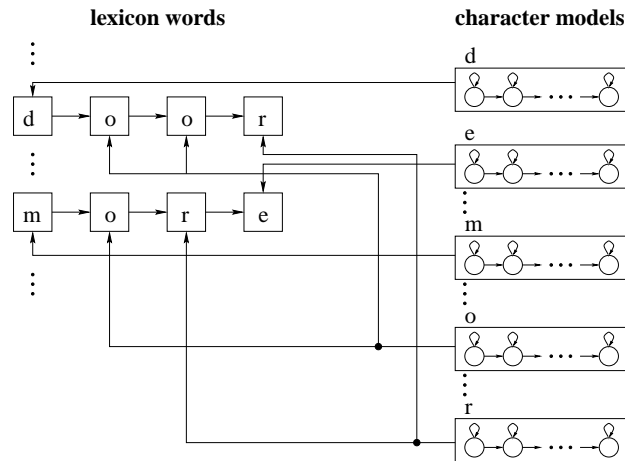 lexicon words
character models
d
d o o r
e
m o r e
m
o
r